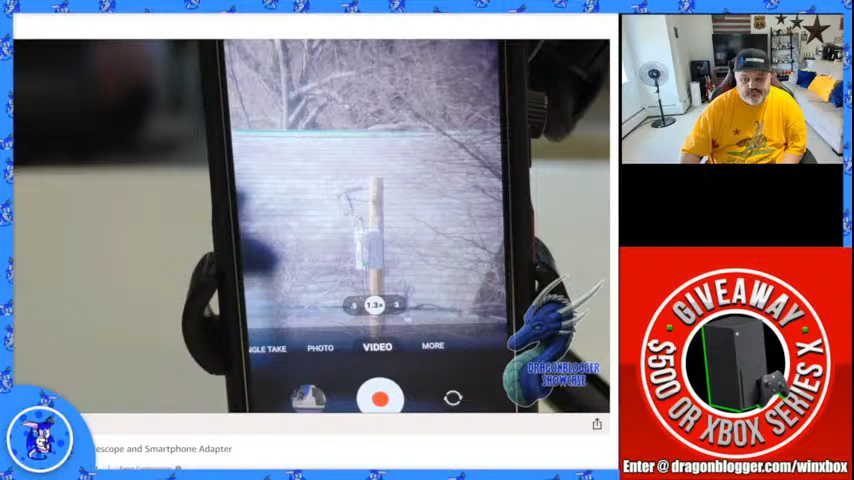 .5 1.3× 3
NGLE TAKE PHOTO VIDEO MORE
DRAGONBLOGGER
SHOWCASE
escope and Smartphone Adapter
GIVEAWAY
$500 OR XBOX SERIES X
Enter @ dragonblogger.com/winxbox